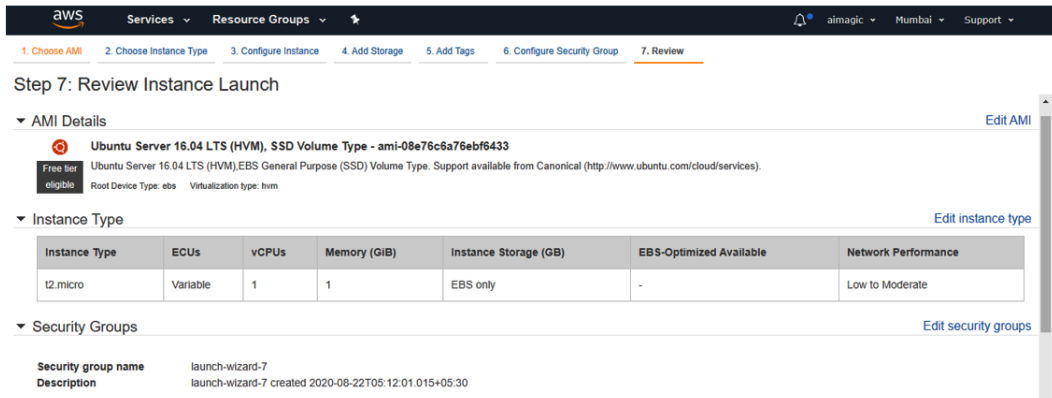 aws Services Resource Groups aimagic Mumbai Support
1. Choose AMI 2. Choose Instance Type 3. Configure Instance 4. Add Storage 5. Add Tags 6. Configure Security Group 7. Review
Step 7: Review Instance Launch
AMI Details Edit AMI
Ubuntu Server 16.04 LTS (HVM), SSD Volume Type - ami-08e76c6a76ebf6433
Free tier eligible
Ubuntu Server 16.04 LTS (HVM),EBS General Purpose (SSD) Volume Type. Support available from Canonical (http://www.ubuntu.com/cloud/services).
Root Device Type: ebs Virtualization type: hvm
Instance Type Edit instance type
Instance Type ECUs vCPUs Memory (GiB) Instance Storage (GB) EBS-Optimized Available Network Performance
t2.micro Variable 1 1 EBS only - Low to Moderate
Security Groups Edit security groups
Security group name launch-wizard-7
Description launch-wizard-7 created 2020-08-22T05:12:01.015+05:30